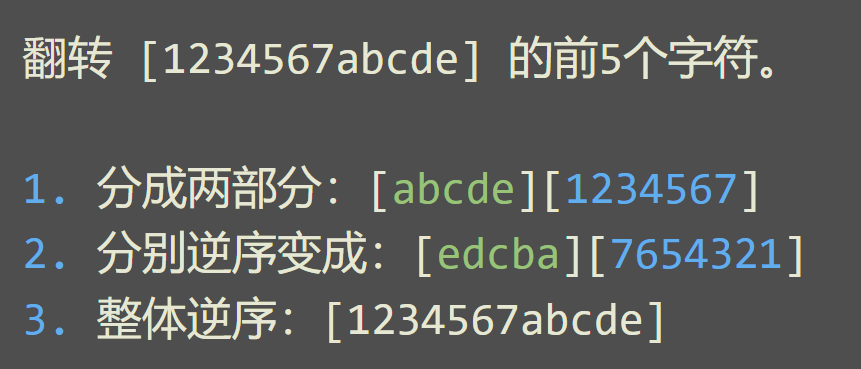 翻转 [1234567abcde] 的前5个字符。
1. 分成两部分：[abcde][1234567]
2. 分别逆序变成：[edcba][7654321]
3. 整体逆序：[1234567abcde]